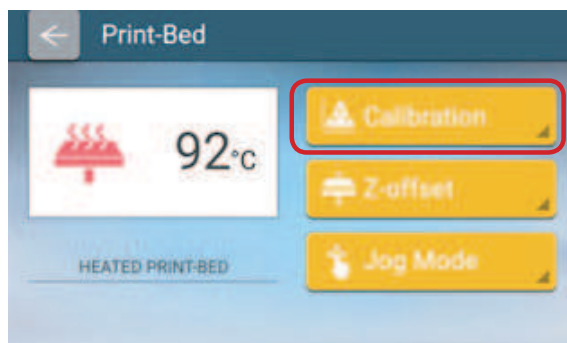 Print-Bed
92°C
HEATED PRINT-BED
Calibration
Z-offset
Jog Mode